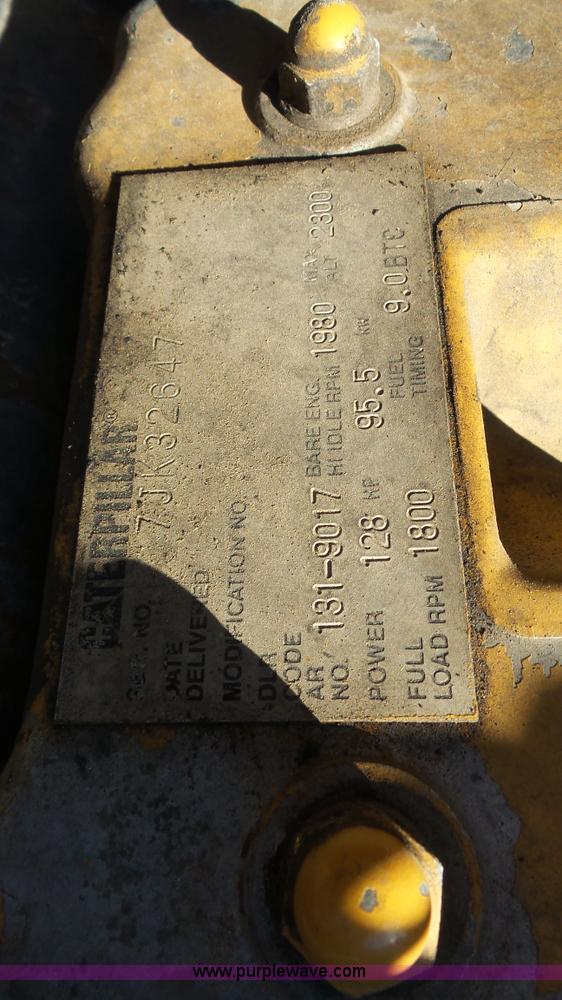 CATERPILLAR®
SER. NO. 7JK32647
DATE
DELIVERED
MODIFICATION NO.
DLR
CODE
AR
NO. 131-9017 BARE ENG. HI IDLE RPM 1980 MAX ALT 2300
POWER 128 HP 95.5 KW
FULL
LOAD RPM 1800 FUEL TIMING 9.0BTC
www.purplewave.com